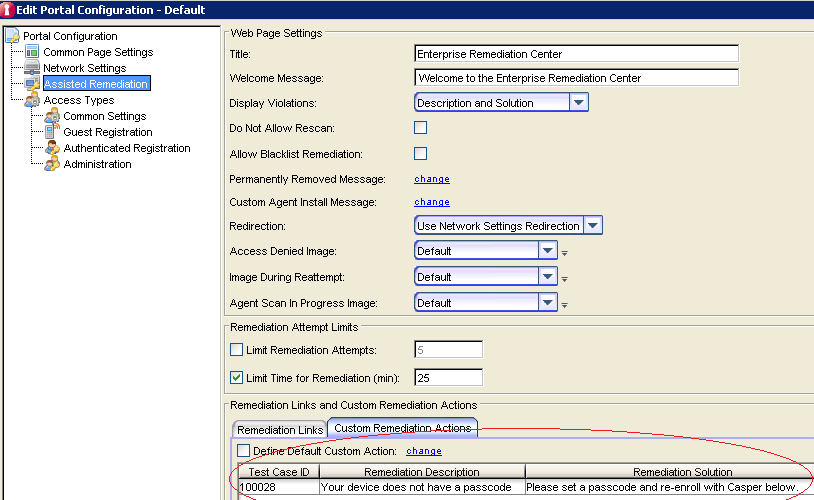 Edit Portal Configuration - Default
Portal Configuration
Common Page Settings
Network Settings
Assisted Remediation
Access Types
Common Settings
Guest Registration
Authenticated Registration
Administration
Web Page Settings
Title: Enterprise Remediation Center
Welcome Message: Welcome to the Enterprise Remediation Center
Display Violations: Description and Solution
Do Not Allow Rescan:
Allow Blacklist Remediation:
Permanently Removed Message: change
Custom Agent Install Message: change
Redirection: Use Network Settings Redirection
Access Denied Image: Default
Image During Reattempt: Default
Agent Scan In Progress Image: Default
Remediation Attempt Limits
Limit Remediation Attempts: 5
Limit Time for Remediation (min): 25
Remediation Links and Custom Remediation Actions
Remediation Links Custom Remediation Actions
Define Default Custom Action: change
Test Case ID Remediation Description Remediation Solution
100028 Your device does not have a passcode Please set a passcode and re-enroll with Casper below.